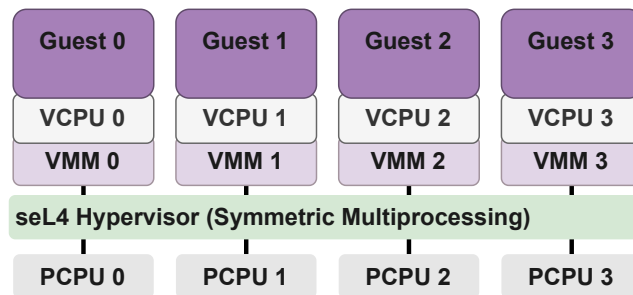 Guest 0 Guest 1 Guest 2 Guest 3
VCPU 0 VCPU 1 VCPU 2 VCPU 3
VMM 0 VMM 1 VMM 2 VMM 3
seL4 Hypervisor (Symmetric Multiprocessing)
PCPU 0 PCPU 1 PCPU 2 PCPU 3